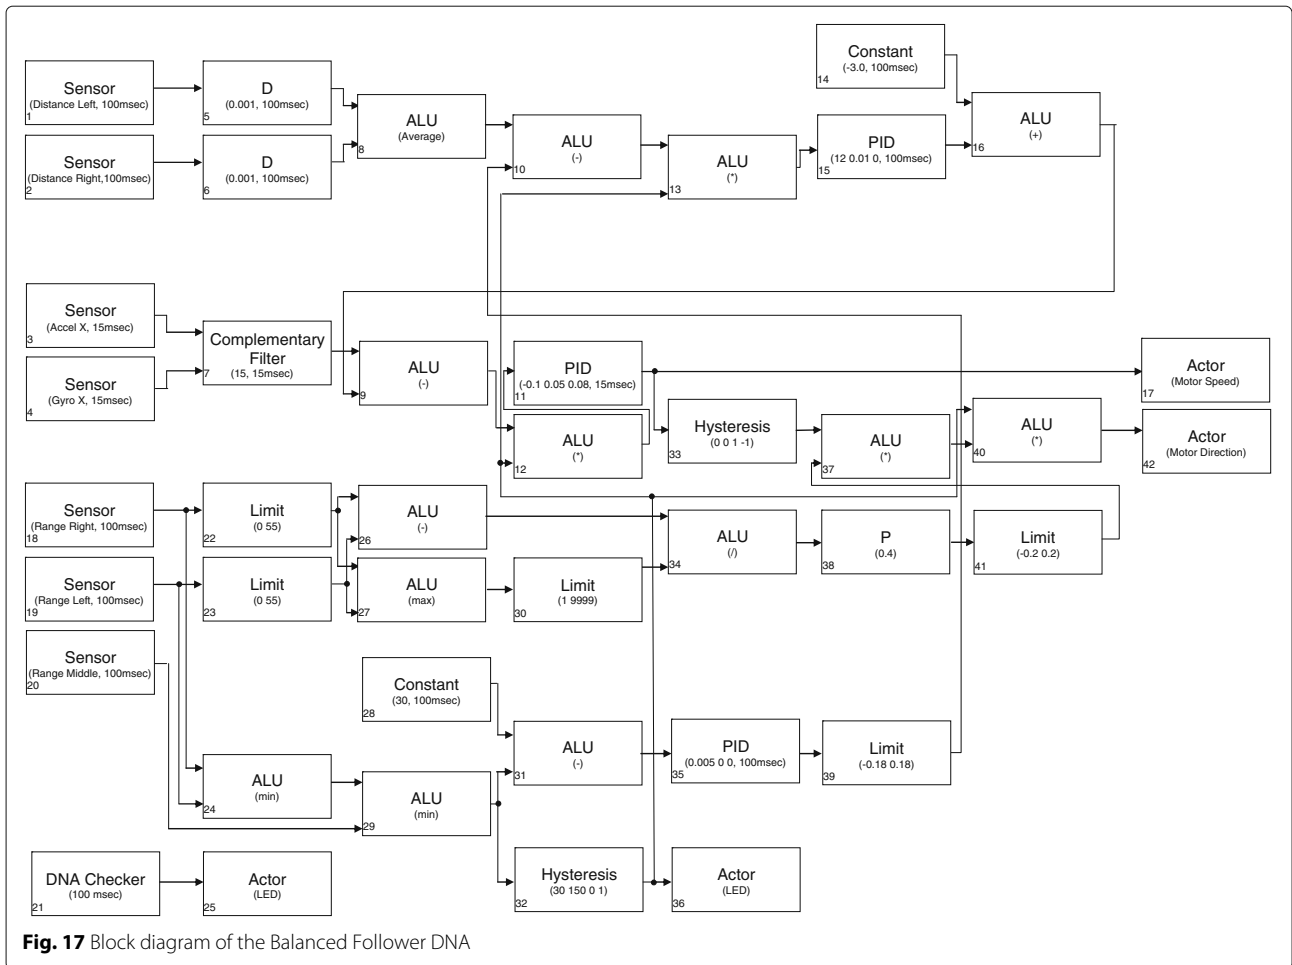 Constant
(-3.0, 100msec)
14
Sensor
(Distance Left, 100msec)
1
D
(0.001, 100msec)
5
ALU
(Average)
8
ALU
(-)
10
ALU
(*)
13
PID
(12 0.01 0, 100msec)
15
ALU
(+)
16
Sensor
(Distance Right,100msec)
2
D
(0.001, 100msec)
6
Sensor
(Accel X, 15msec)
3
Complementary
Filter
(15, 15msec)
7
ALU
(-)
9
PID
(-0.1 0.05 0.08, 15msec)
11
Actor
(Motor Speed)
17
Sensor
(Gyro X, 15msec)
4
ALU
(*)
12
Hysteresis
(0 0 1 -1)
33
ALU
(*)
37
ALU
(*)
40
Actor
(Motor Direction)
42
Sensor
(Range Right, 100msec)
18
Limit
(0 55)
22
ALU
(-)
26
ALU
(/)
34
P
(0.4)
38
Limit
(-0.2 0.2)
41
Sensor
(Range Left, 100msec)
19
Limit
(0 55)
23
ALU
(max)
27
Limit
(1 9999)
30
Sensor
(Range Middle, 100msec)
20
Constant
(30, 100msec)
28
ALU
(-)
31
PID
(0.005 0 0, 100msec)
35
Limit
(-0.18 0.18)
39
ALU
(min)
24
ALU
(min)
29
DNA Checker
(100 msec)
21
Actor
(LED)
25
Hysteresis
(30 150 0 1)
32
Actor
(LED)
36
Fig. 17 Block diagram of the Balanced Follower DNA